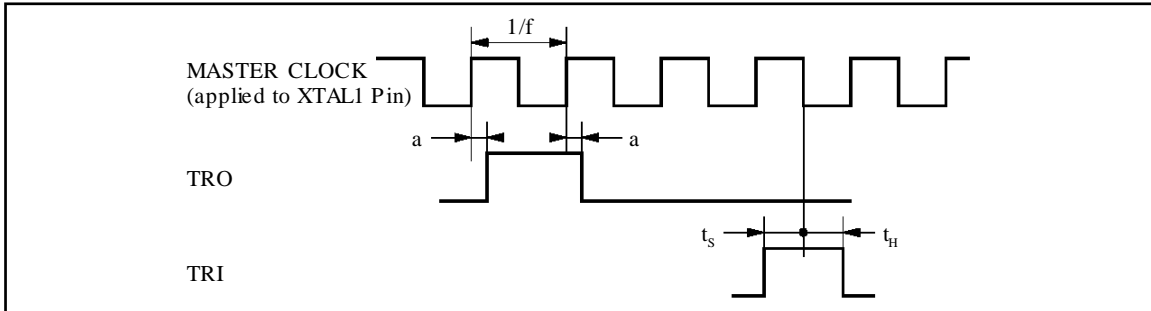 1/f
MASTER CLOCK
(applied to XTAL1 Pin)
a a
TRO
tS tH
TRI